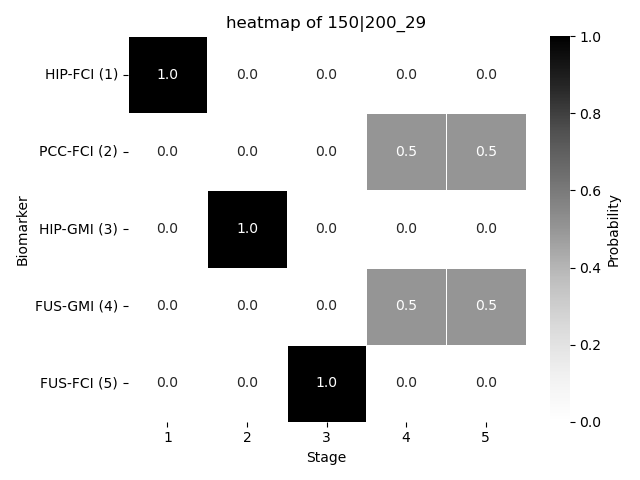 heatmap of 150|200_29
HIP-FCI (1) 1.0 0.0 0.0 0.0 0.0
PCC-FCI (2) 0.0 0.0 0.0 0.5 0.5
HIP-GMI (3) 0.0 1.0 0.0 0.0 0.0
FUS-GMI (4) 0.0 0.0 0.0 0.5 0.5
FUS-FCI (5) 0.0 0.0 1.0 0.0 0.0
1 2 3 4 5
Stage
Biomarker
1.0
0.8
0.6
0.4
0.2
0.0
Probability